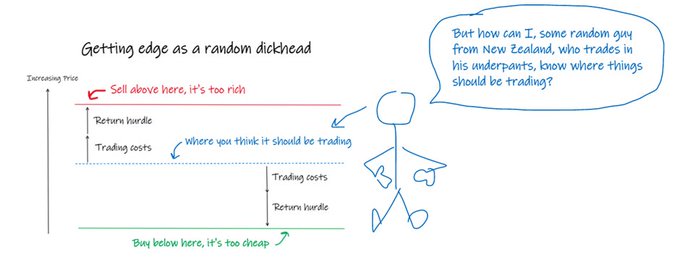 Getting edge as a random dickhead
But how can I, some random guy
from New Zealand, who trades in
his underpants, know where things
should be trading?
Increasing Price
Sell above here, it's too rich
Return hurdle
Trading costs
Where you think it should be trading
Trading costs
Return hurdle
Buy below here, it's too cheap